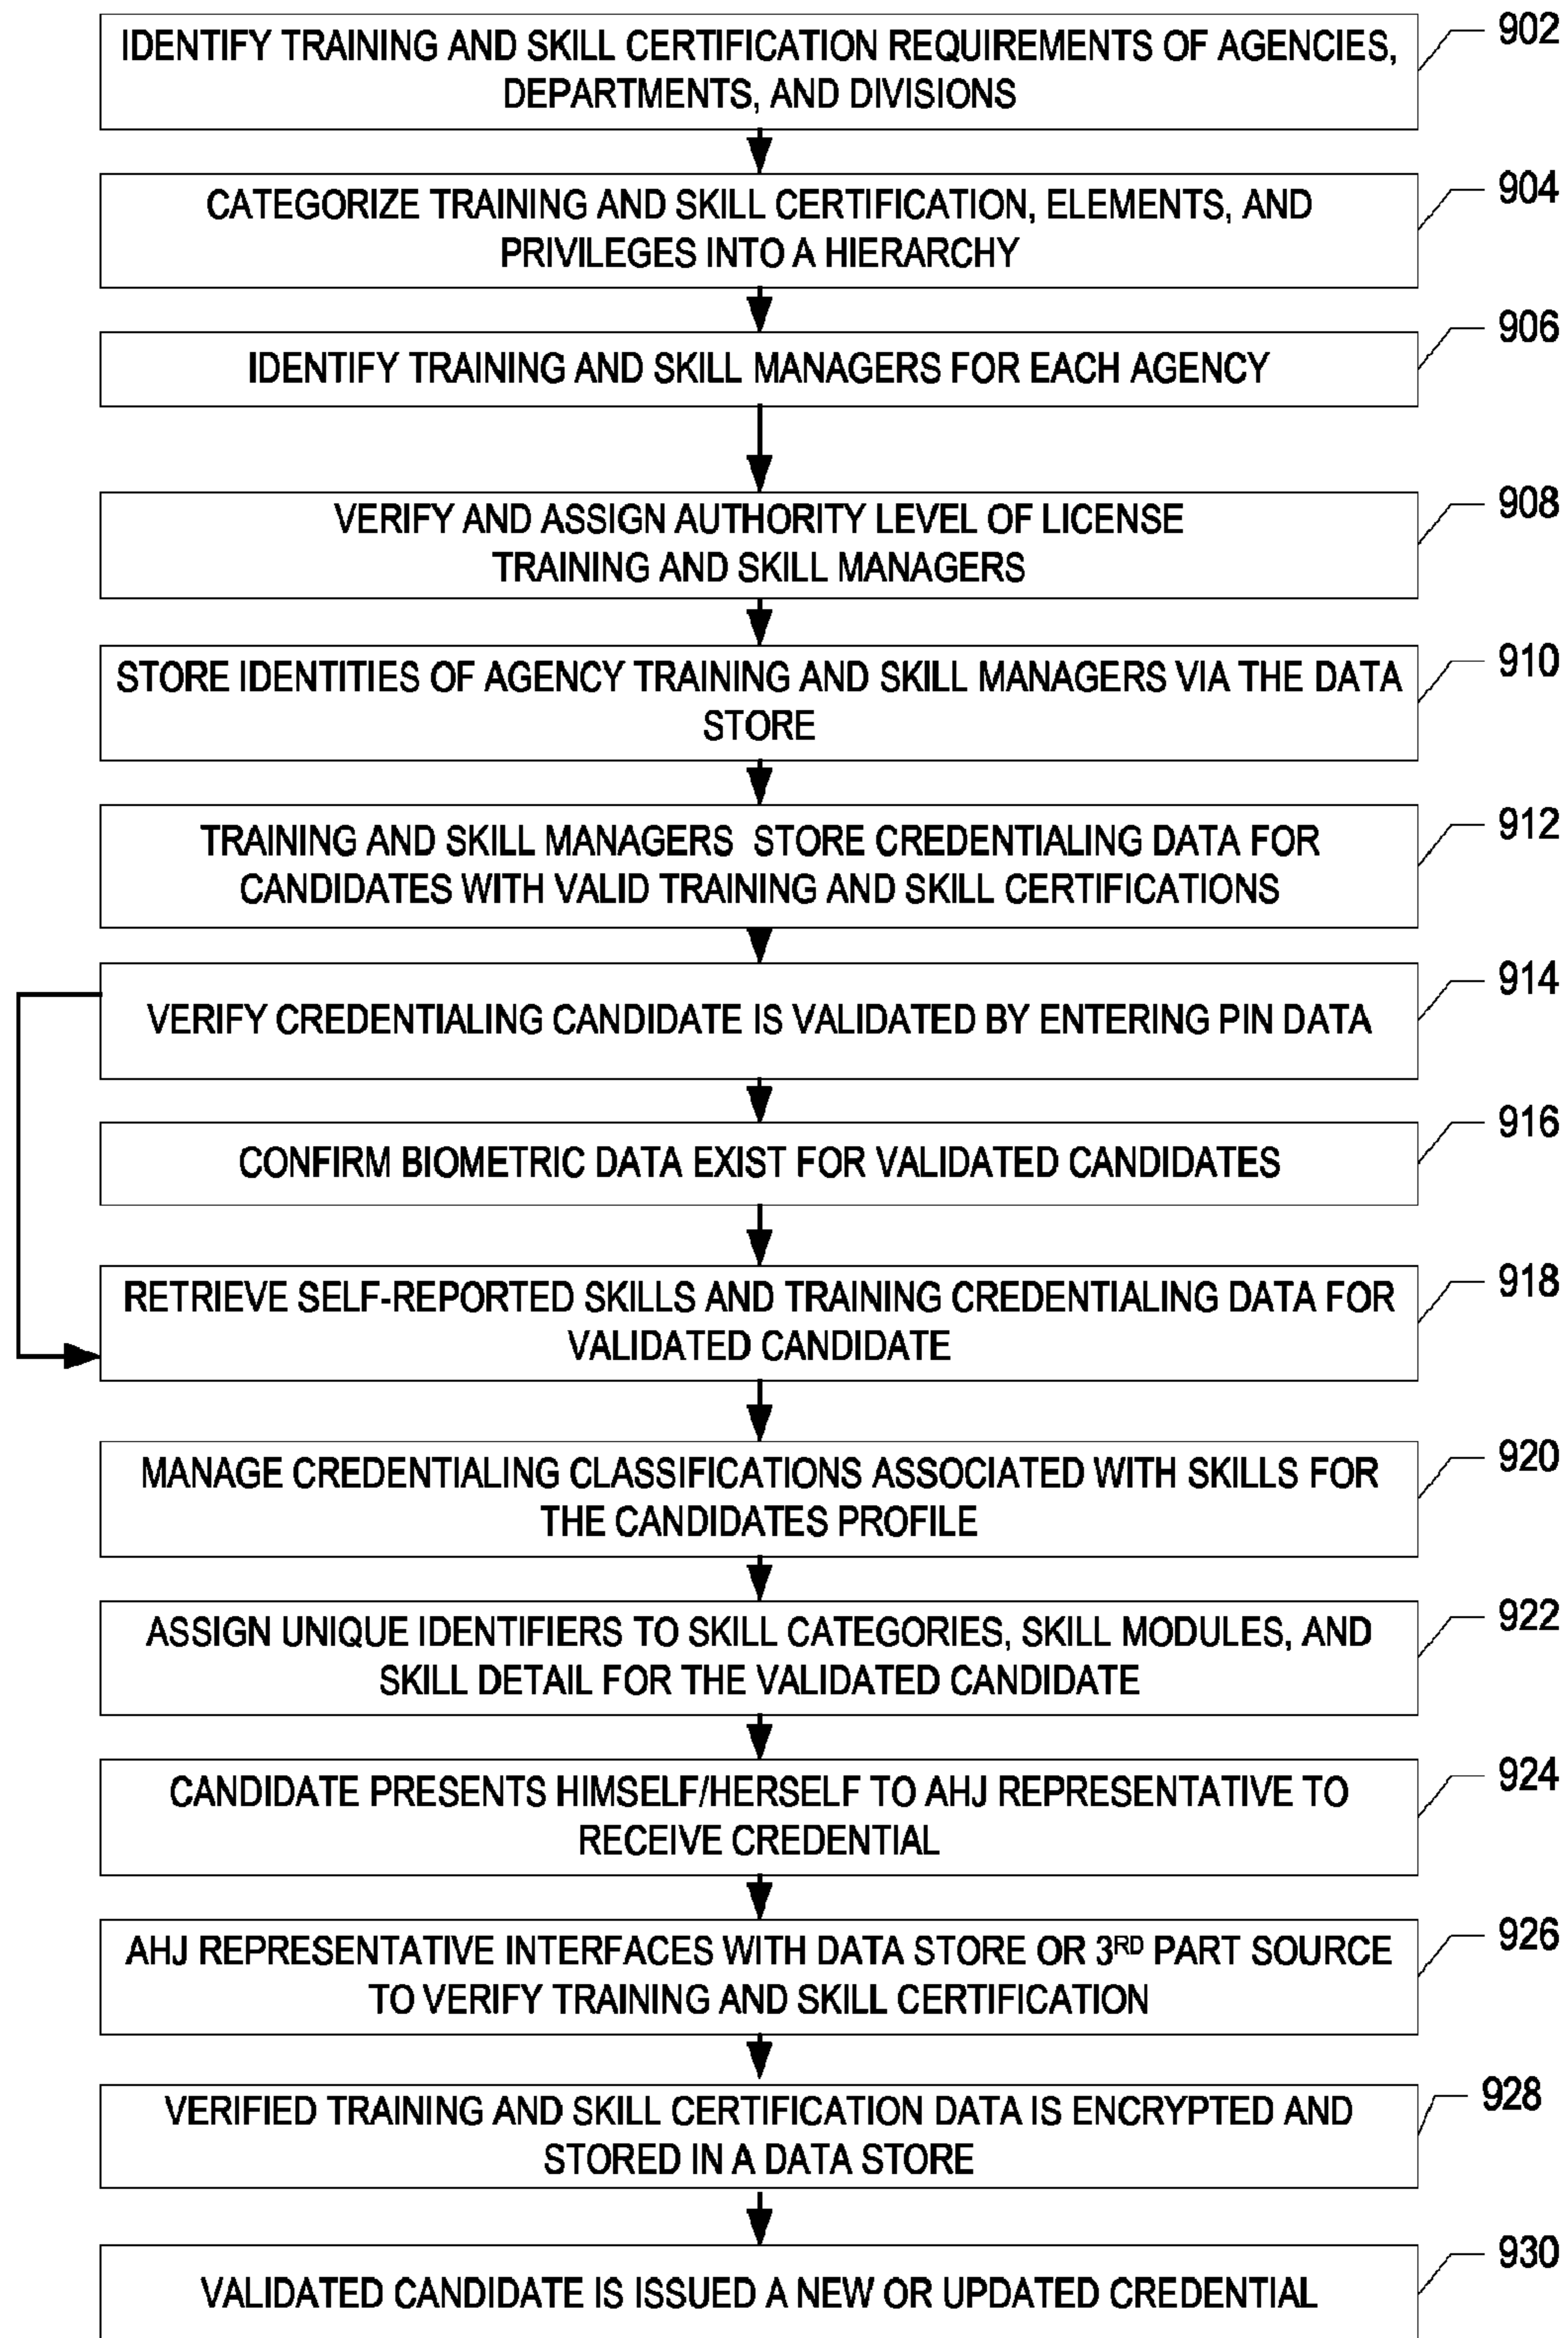 IDENTIFY TRAINING AND SKILL CERTIFICATION REQUIREMENTS OF AGENCIES,
DEPARTMENTS, AND DIVISIONS
902
CATEGORIZE TRAINING AND SKILL CERTIFICATION, ELEMENTS, AND
PRIVILEGES INTO A HIERARCHY
904
IDENTIFY TRAINING AND SKILL MANAGERS FOR EACH AGENCY
906
VERIFY AND ASSIGN AUTHORITY LEVEL OF LICENSE
TRAINING AND SKILL MANAGERS
908
STORE IDENTITIES OF AGENCY TRAINING AND SKILL MANAGERS VIA THE DATA
STORE
910
TRAINING AND SKILL MANAGERS STORE CREDENTIALING DATA FOR
CANDIDATES WITH VALID TRAINING AND SKILL CERTIFICATIONS
912
VERIFY CREDENTIALING CANDIDATE IS VALIDATED BY ENTERING PIN DATA
914
CONFIRM BIOMETRIC DATA EXIST FOR VALIDATED CANDIDATES
916
RETRIEVE SELF-REPORTED SKILLS AND TRAINING CREDENTIALING DATA FOR
VALIDATED CANDIDATE
918
MANAGE CREDENTIALING CLASSIFICATIONS ASSOCIATED WITH SKILLS FOR
THE CANDIDATES PROFILE
920
ASSIGN UNIQUE IDENTIFIERS TO SKILL CATEGORIES, SKILL MODULES, AND
SKILL DETAIL FOR THE VALIDATED CANDIDATE
922
CANDIDATE PRESENTS HIMSELF/HERSELF TO AHJ REPRESENTATIVE TO
RECEIVE CREDENTIAL
924
AHJ REPRESENTATIVE INTERFACES WITH DATA STORE OR 3RD PART SOURCE
TO VERIFY TRAINING AND SKILL CERTIFICATION
926
VERIFIED TRAINING AND SKILL CERTIFICATION DATA IS ENCRYPTED AND
STORED IN A DATA STORE
928
VALIDATED CANDIDATE IS ISSUED A NEW OR UPDATED CREDENTIAL
930